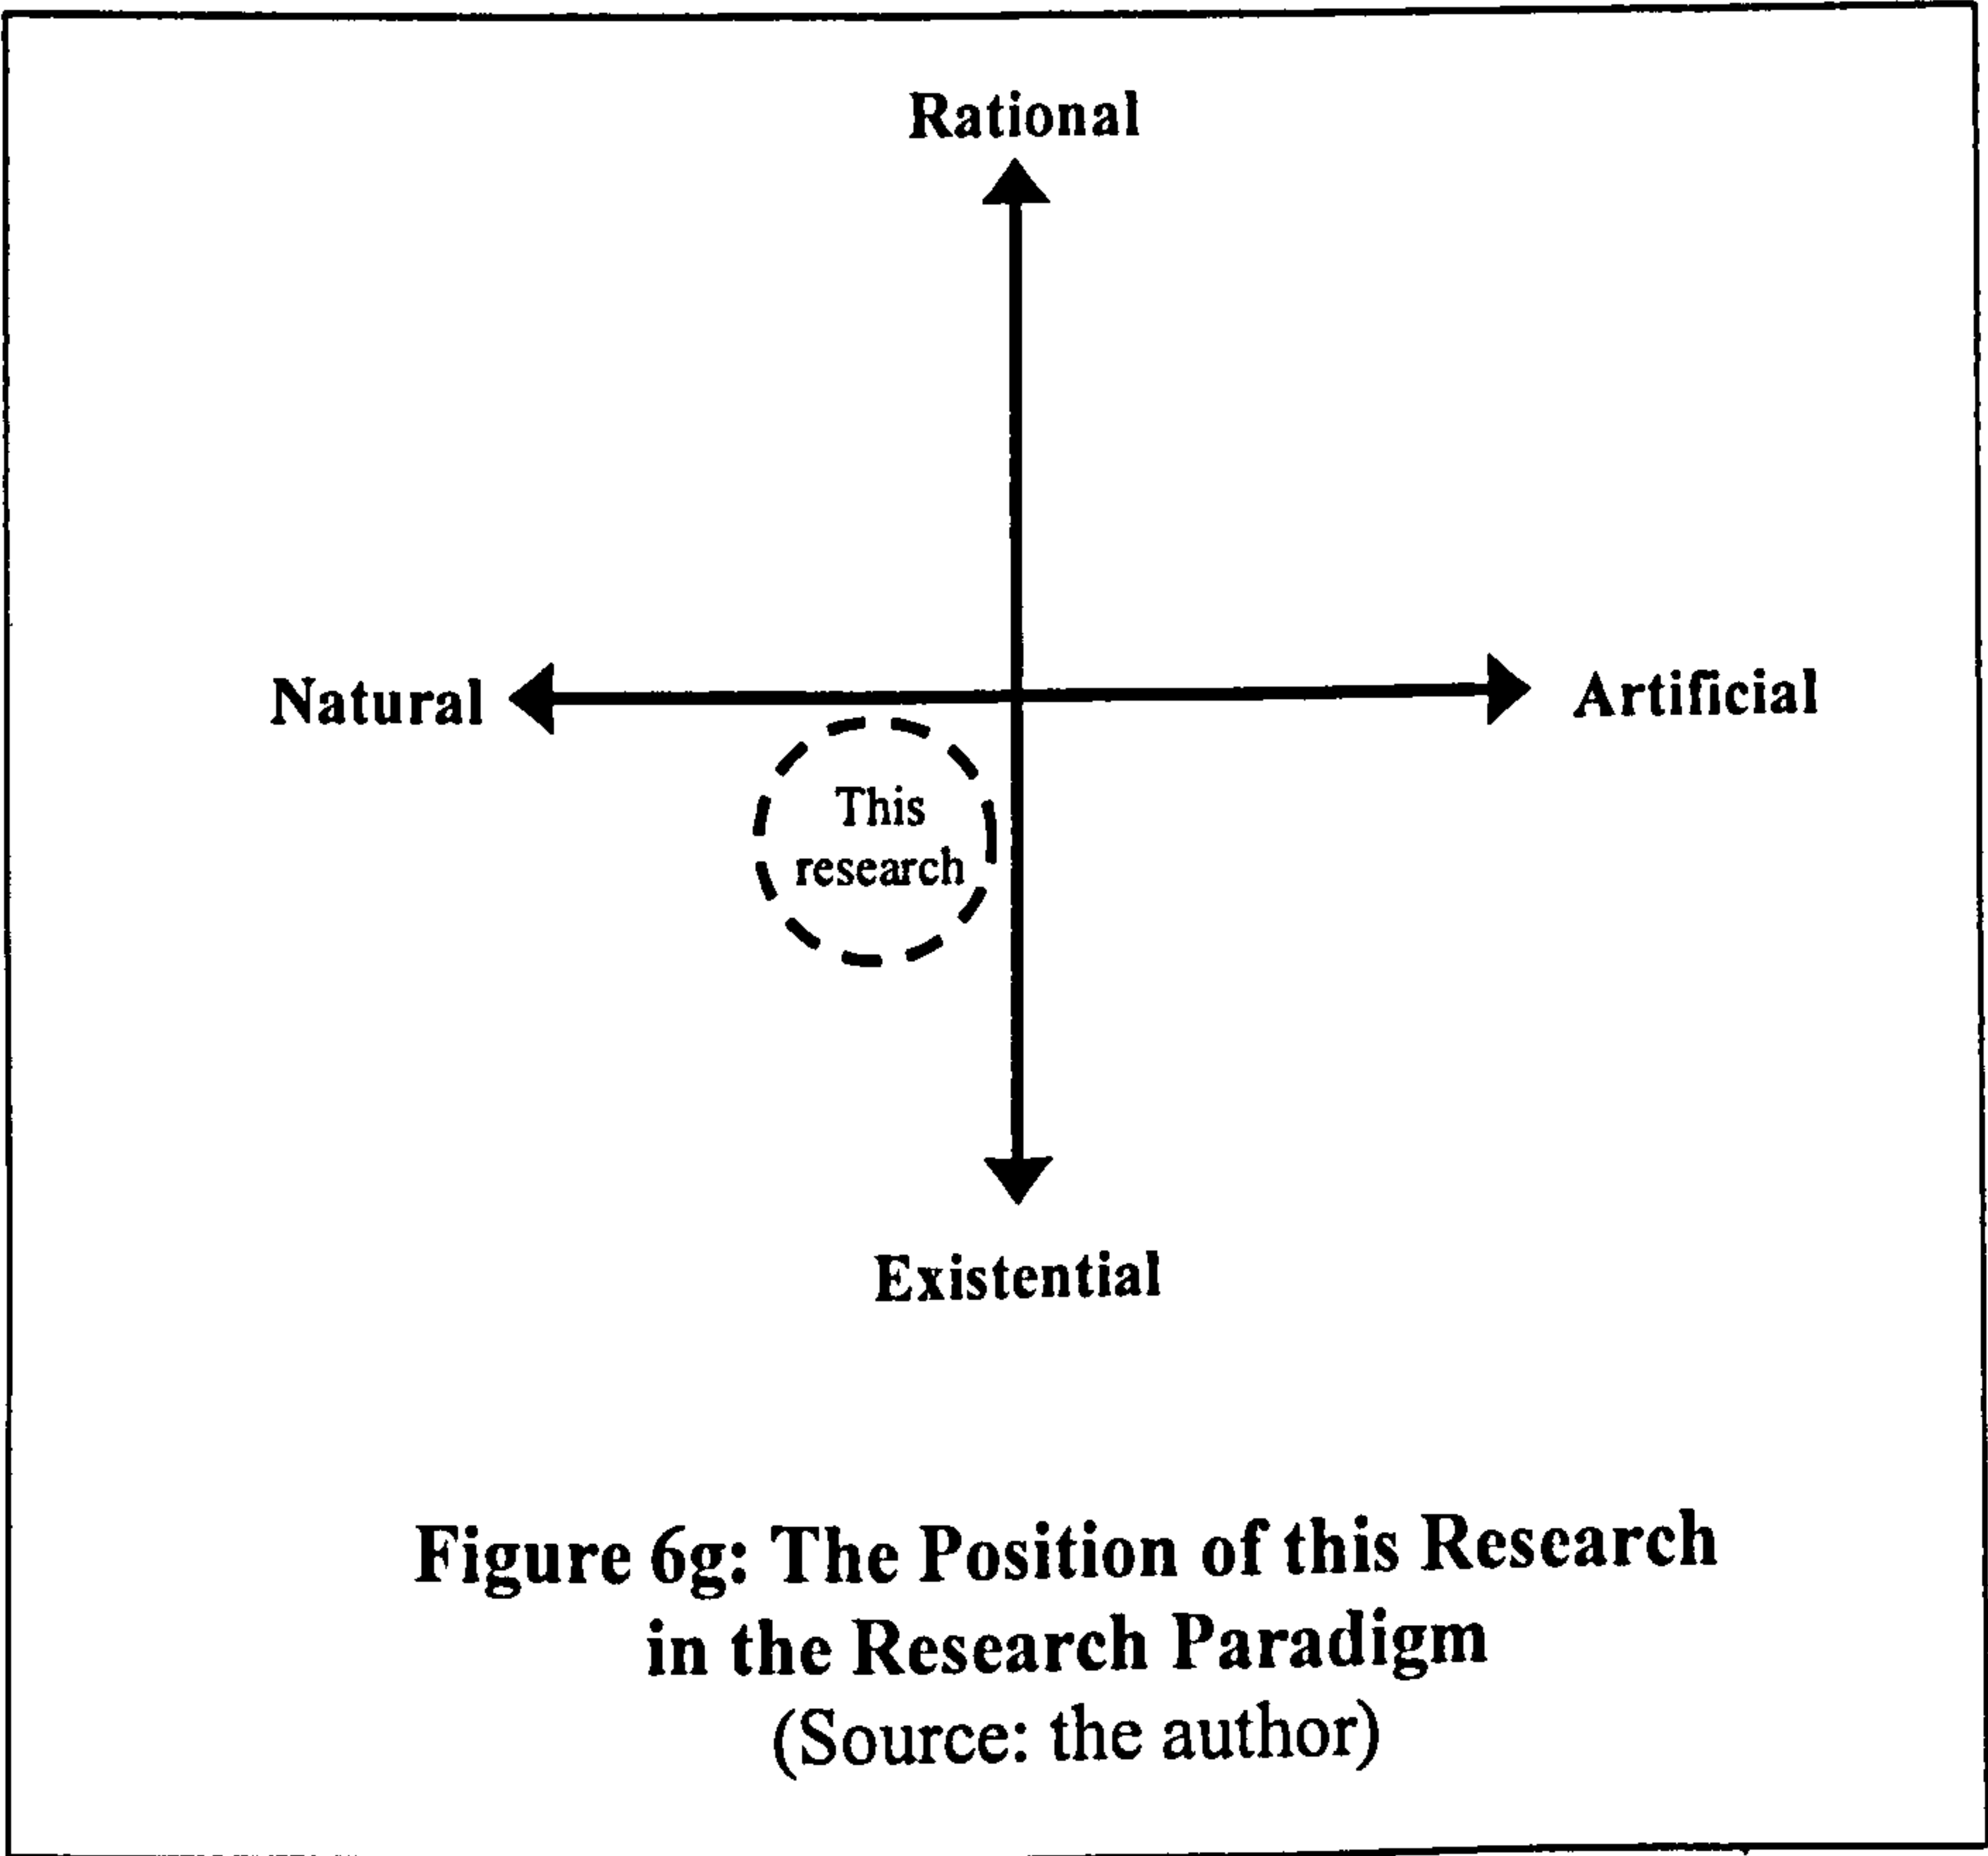 Rational
Natural
Artificial
This
research
Existential
Figure 6g: The Position of this Research
in the Research Paradigm
(Source: the author)